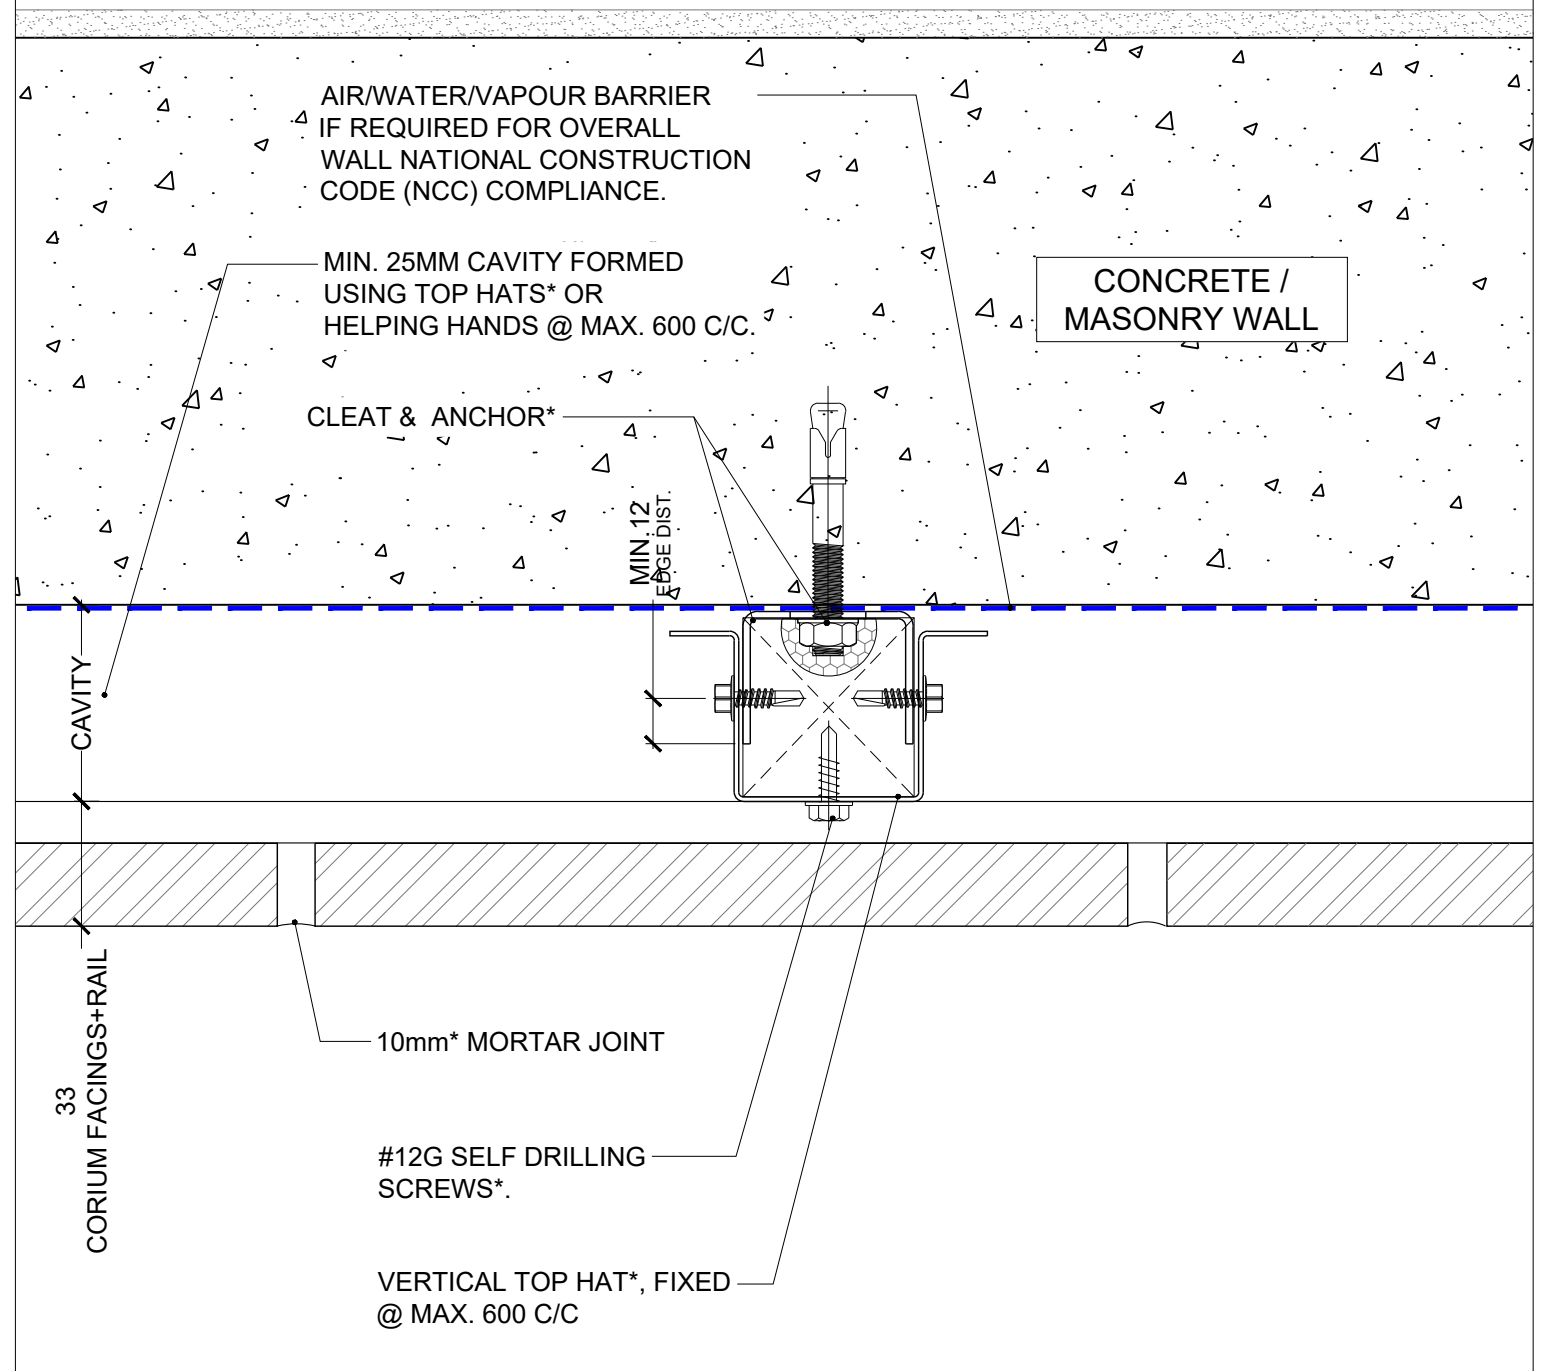 AIR/WATER/VAPOUR BARRIER
IF REQUIRED FOR OVERALL
WALL NATIONAL CONSTRUCTION
CODE (NCC) COMPLIANCE.
MIN. 25MM CAVITY FORMED
USING TOP HATS* OR
HELPING HANDS @ MAX. 600 C/C.
CONCRETE /
MASONRY WALL
CLEAT & ANCHOR*
MIN. 12
EDGE DIST.
CAVITY
33
CORIUM FACINGS+RAIL
10mm* MORTAR JOINT
#12G SELF DRILLING
SCREWS*.
VERTICAL TOP HAT*, FIXED
@ MAX. 600 C/C